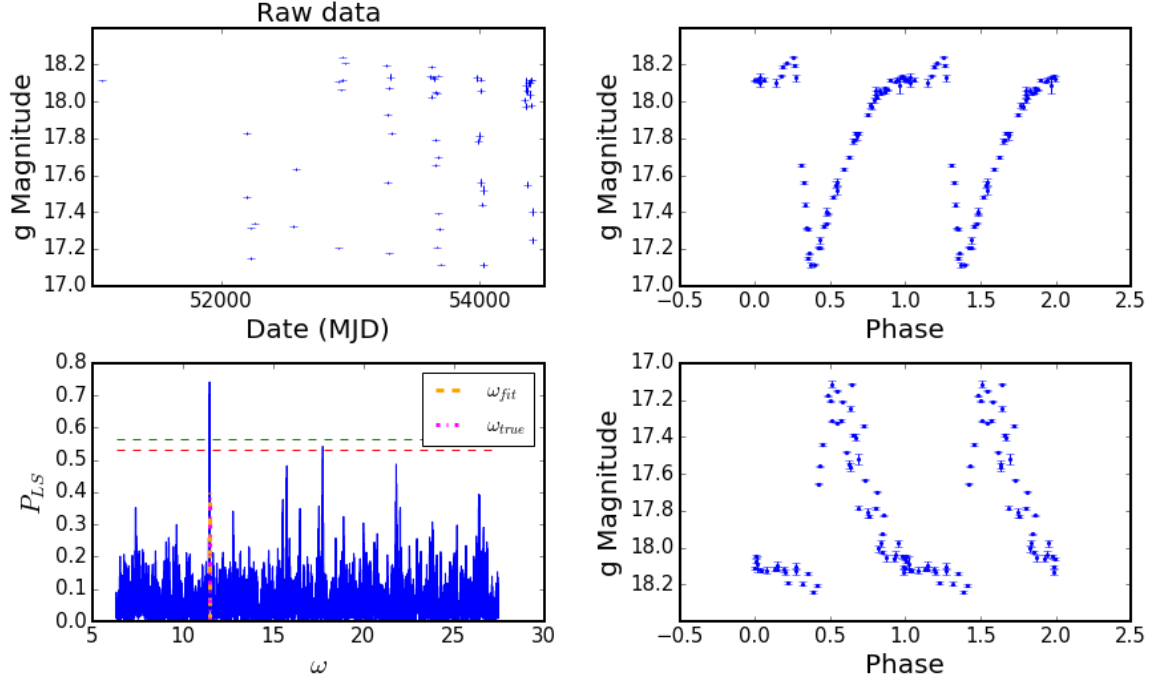 Raw data
g Magnitude
18.2
18.0
17.8
17.6
17.4
17.2
17.0
52000
54000
Date (MJD)
g Magnitude
18.2
18.0
17.8
17.6
17.4
17.2
17.0
−0.5 0.0 0.5 1.0 1.5 2.0 2.5
Phase
P_LS
0.8
0.7
0.6
0.5
0.4
0.3
0.2
0.1
0.0
5 10 15 20 25 30
ω
ω_fit
ω_true
g Magnitude
17.0
17.2
17.4
17.6
17.8
18.0
18.2
−0.5 0.0 0.5 1.0 1.5 2.0 2.5
Phase